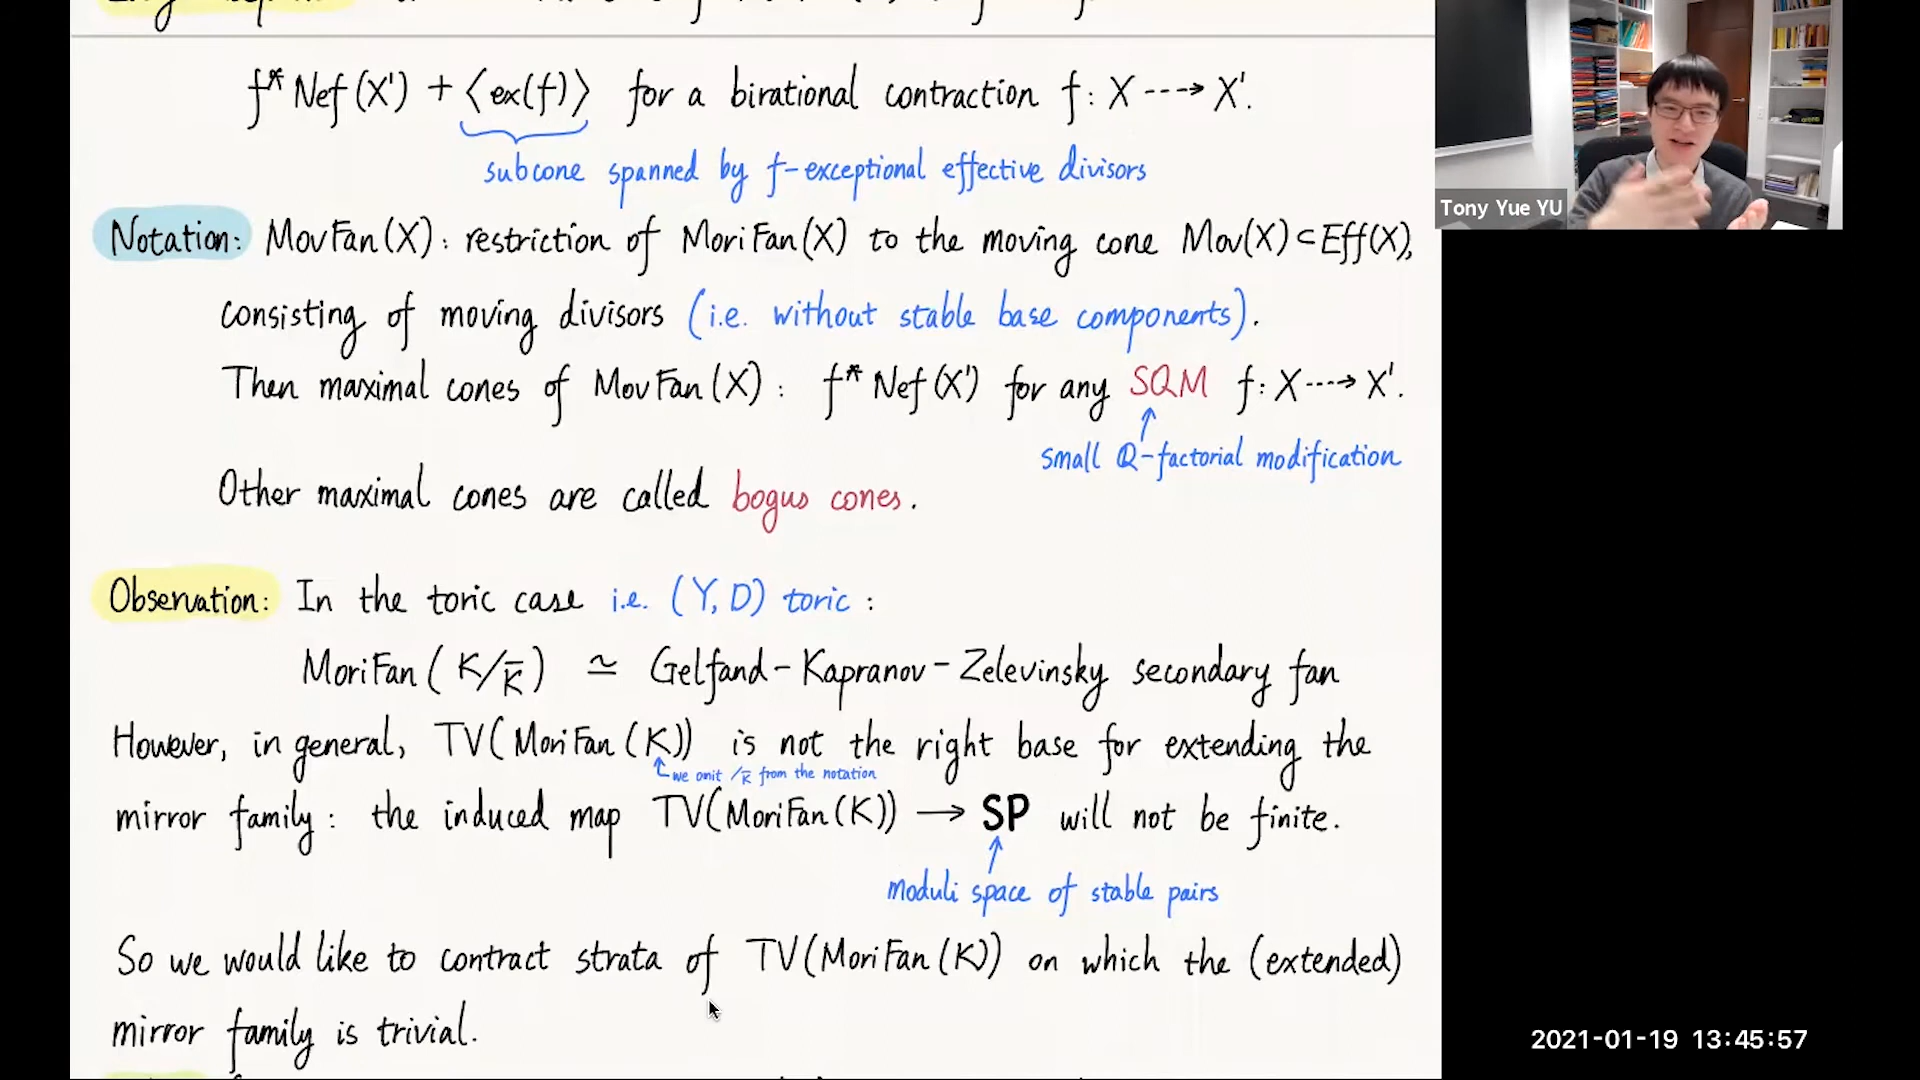 f* Nef(X') + ⟨ex(f)⟩ for a birational contraction f: X ⇢ X'.
subcone spanned by f-exceptional effective divisors
Tony Yue YU
Notation: MovFan(X): restriction of MoriFan(X) to the moving cone Mov(X) ⊂ Eff(X),
consisting of moving divisors (i.e. without stable base components).
Then maximal cones of MovFan(X): f* Nef(X') for any SQM f: X ⇢ X'.
small Q-factorial modification
Other maximal cones are called bogus cones.
Observation: In the toric case i.e. (Y, D) toric:
MoriFan(K/K̄) ≃ Gelfand-Kapranov-Zelevinsky secondary fan
However, in general, TV(MoriFan(K)) is not the right base for extending the
we omit /K̄ from the notation
mirror family: the induced map TV(MoriFan(K)) → SP will not be finite.
moduli space of stable pairs
So we would like to contract strata of TV(MoriFan(K)) on which the (extended)
mirror family is trivial.
2021-01-19 13:45:57